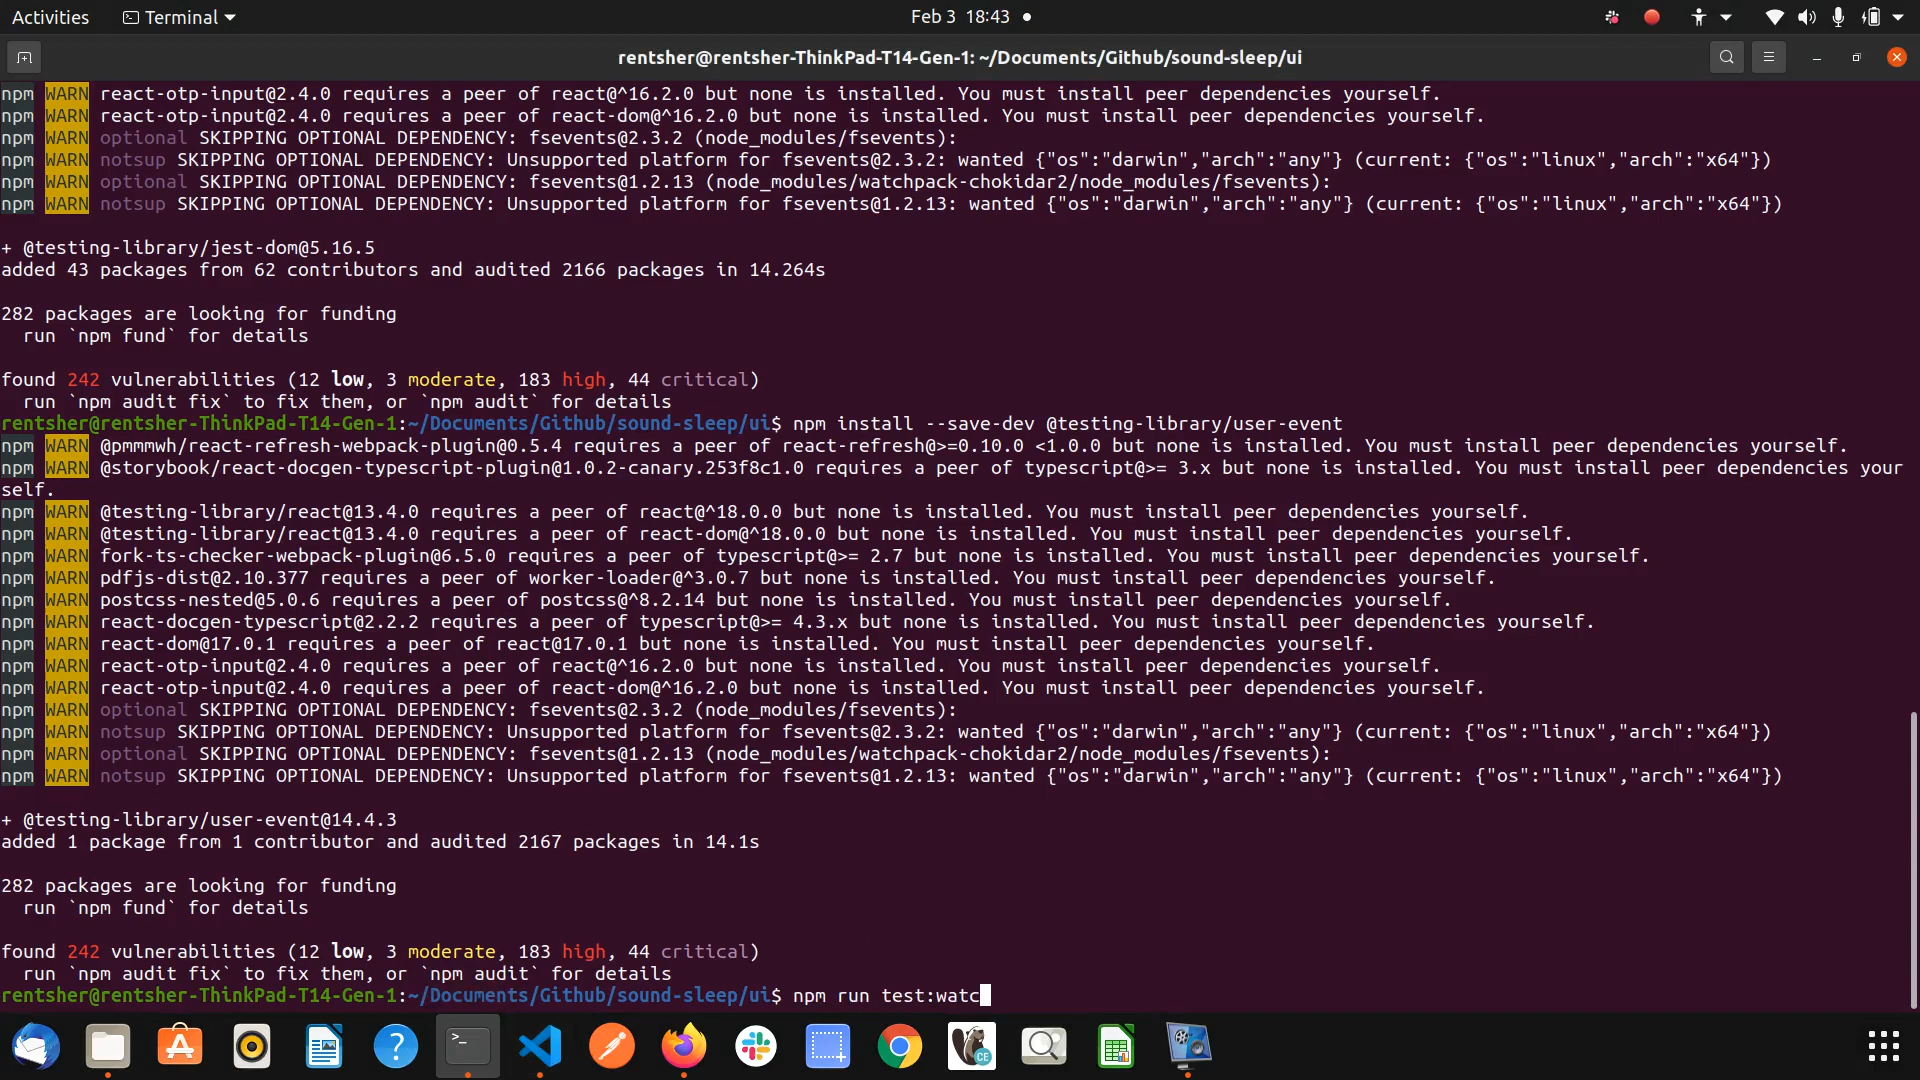 Activities
Terminal
Feb 3 18:43
rentsher@rentsher-ThinkPad-T14-Gen-1: ~/Documents/Github/sound-sleep/ui
npm WARN react-otp-input@2.4.0 requires a peer of react@^16.2.0 but none is installed. You must install peer dependencies yourself.
npm WARN react-otp-input@2.4.0 requires a peer of react-dom@^16.2.0 but none is installed. You must install peer dependencies yourself.
npm WARN optional SKIPPING OPTIONAL DEPENDENCY: fsevents@2.3.2 (node_modules/fsevents):
npm WARN notsup SKIPPING OPTIONAL DEPENDENCY: Unsupported platform for fsevents@2.3.2: wanted {"os":"darwin","arch":"any"} (current: {"os":"linux","arch":"x64"})
npm WARN optional SKIPPING OPTIONAL DEPENDENCY: fsevents@1.2.13 (node_modules/watchpack-chokidar2/node_modules/fsevents):
npm WARN notsup SKIPPING OPTIONAL DEPENDENCY: Unsupported platform for fsevents@1.2.13: wanted {"os":"darwin","arch":"any"} (current: {"os":"linux","arch":"x64"})
+ @testing-library/jest-dom@5.16.5
added 43 packages from 62 contributors and audited 2166 packages in 14.264s
282 packages are looking for funding
run `npm fund` for details
found 242 vulnerabilities (12 low, 3 moderate, 183 high, 44 critical)
run `npm audit fix` to fix them, or `npm audit` for details
rentsher@rentsher-ThinkPad-T14-Gen-1:~/Documents/Github/sound-sleep/ui$ npm install --save-dev @testing-library/user-event
npm WARN @pmmmwh/react-refresh-webpack-plugin@0.5.4 requires a peer of react-refresh@>=0.10.0 <1.0.0 but none is installed. You must install peer dependencies yourself.
npm WARN @storybook/react-docgen-typescript-plugin@1.0.2-canary.253f8c1.0 requires a peer of typescript@>= 3.x but none is installed. You must install peer dependencies your
self.
npm WARN @testing-library/react@13.4.0 requires a peer of react@^18.0.0 but none is installed. You must install peer dependencies yourself.
npm WARN @testing-library/react@13.4.0 requires a peer of react-dom@^18.0.0 but none is installed. You must install peer dependencies yourself.
npm WARN fork-ts-checker-webpack-plugin@6.5.0 requires a peer of typescript@>= 2.7 but none is installed. You must install peer dependencies yourself.
npm WARN pdfjs-dist@2.10.377 requires a peer of worker-loader@^3.0.7 but none is installed. You must install peer dependencies yourself.
npm WARN postcss-nested@5.0.6 requires a peer of postcss@^8.2.14 but none is installed. You must install peer dependencies yourself.
npm WARN react-docgen-typescript@2.2.2 requires a peer of typescript@>= 4.3.x but none is installed. You must install peer dependencies yourself.
npm WARN react-dom@17.0.1 requires a peer of react@17.0.1 but none is installed. You must install peer dependencies yourself.
npm WARN react-otp-input@2.4.0 requires a peer of react@^16.2.0 but none is installed. You must install peer dependencies yourself.
npm WARN react-otp-input@2.4.0 requires a peer of react-dom@^16.2.0 but none is installed. You must install peer dependencies yourself.
npm WARN optional SKIPPING OPTIONAL DEPENDENCY: fsevents@2.3.2 (node_modules/fsevents):
npm WARN notsup SKIPPING OPTIONAL DEPENDENCY: Unsupported platform for fsevents@2.3.2: wanted {"os":"darwin","arch":"any"} (current: {"os":"linux","arch":"x64"})
npm WARN optional SKIPPING OPTIONAL DEPENDENCY: fsevents@1.2.13 (node_modules/watchpack-chokidar2/node_modules/fsevents):
npm WARN notsup SKIPPING OPTIONAL DEPENDENCY: Unsupported platform for fsevents@1.2.13: wanted {"os":"darwin","arch":"any"} (current: {"os":"linux","arch":"x64"})
+ @testing-library/user-event@14.4.3
added 1 package from 1 contributor and audited 2167 packages in 14.1s
282 packages are looking for funding
run `npm fund` for details
found 242 vulnerabilities (12 low, 3 moderate, 183 high, 44 critical)
run `npm audit fix` to fix them, or `npm audit` for details
rentsher@rentsher-ThinkPad-T14-Gen-1:~/Documents/Github/sound-sleep/ui$ npm run test:watc